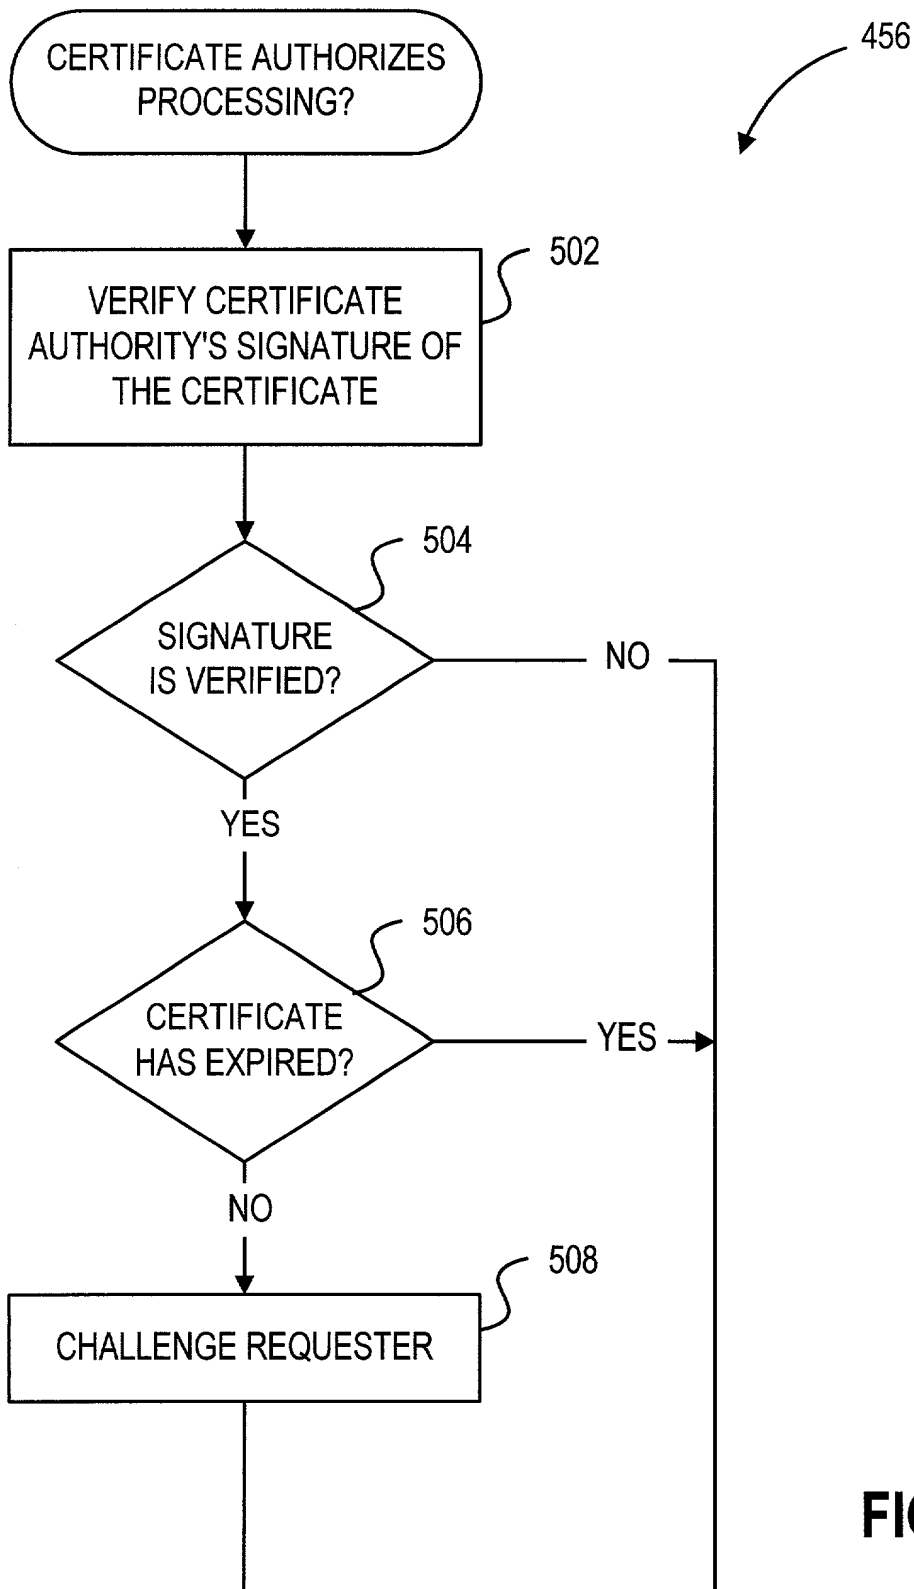 CERTIFICATE AUTHORIZES
PROCESSING?
456
502
VERIFY CERTIFICATE
AUTHORITY'S SIGNATURE OF
THE CERTIFICATE
504
SIGNATURE
IS VERIFIED?
NO
YES
506
CERTIFICATE
HAS EXPIRED?
YES
NO
508
CHALLENGE REQUESTER